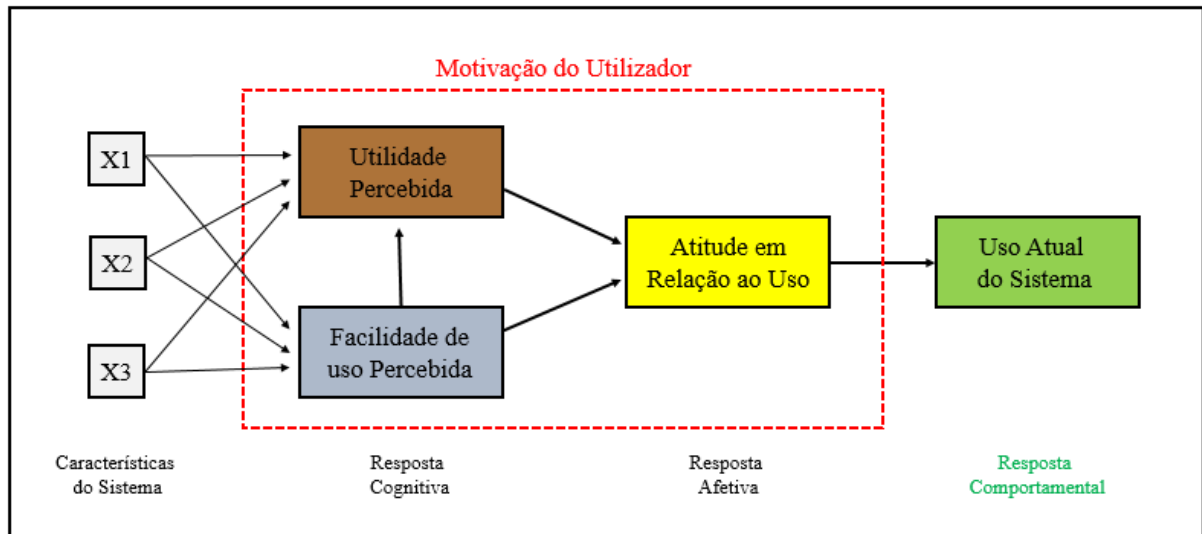 Motivação do Utilizador
X1
X2
X3
Utilidade
Percebida
Facilidade de
uso Percebida
Atitude em
Relação ao Uso
Uso Atual
do Sistema
Características
do Sistema
Resposta
Cognitiva
Resposta
Afetiva
Resposta
Comportamental